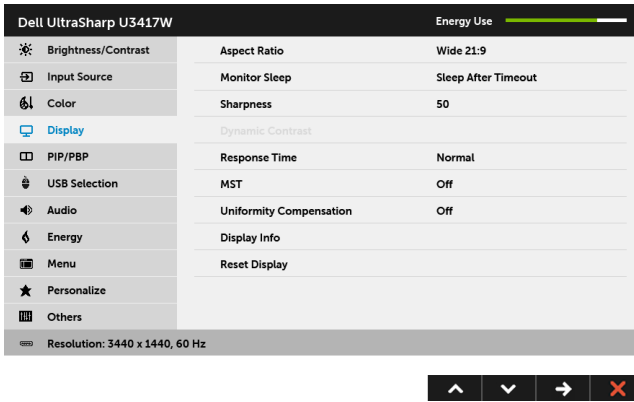 Dell UltraSharp U3417W Energy Use
Brightness/Contrast Aspect Ratio Wide 21:9
Input Source Monitor Sleep Sleep After Timeout
Color Sharpness 50
Display Dynamic Contrast
PIP/PBP Response Time Normal
USB Selection MST Off
Audio Uniformity Compensation Off
Energy Display Info
Menu Reset Display
Personalize
Others
Resolution: 3440 x 1440, 60 Hz